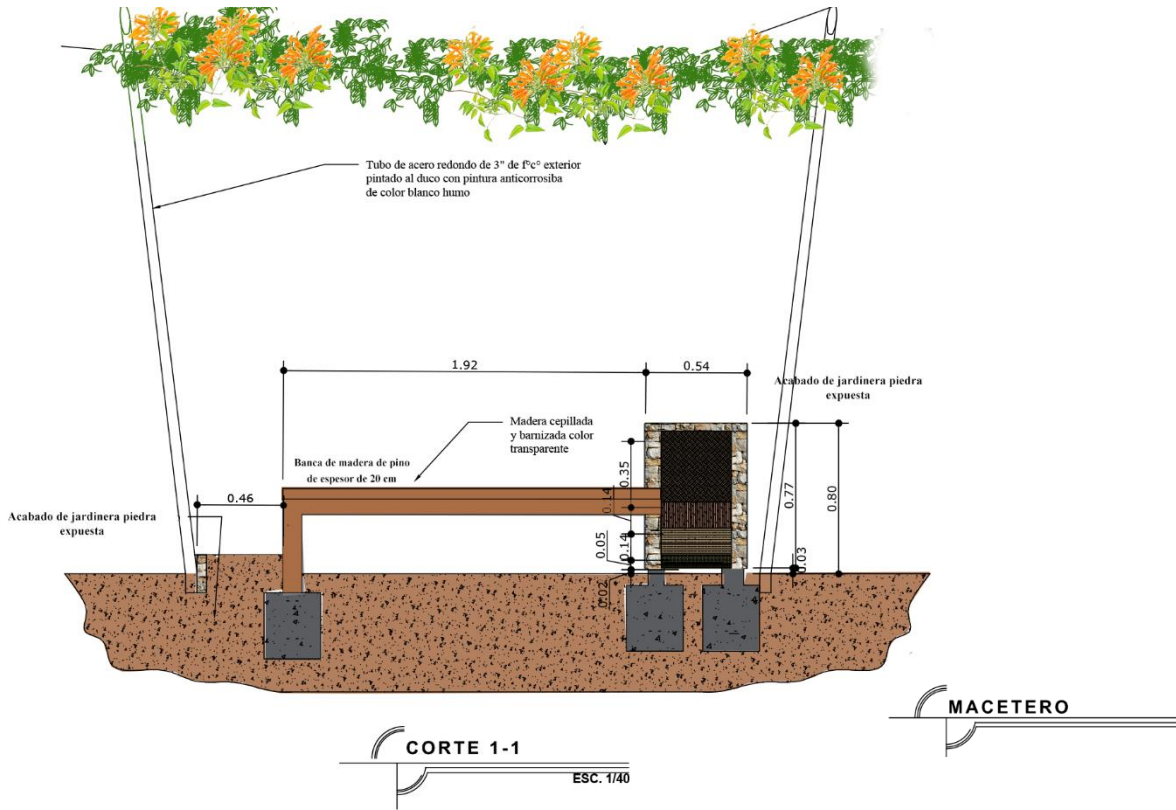 Tubo de acero redondo de 3" de f°c° exterior
pintado al duco con pintura anticorrosiba
de color blanco humo
1.92
0.54
Acabado de jardinera piedra
expuesta
Madera cepillada
y barnizada color
transparente
Banca de madera de pino
de espesor de 20 cm
0.46
Acabado de jardinera piedra
expuesta
0.35
0.14
0.14
0.05
0.02
0.77
0.80
0.03
MACETERO
CORTE 1-1
ESC. 1/40